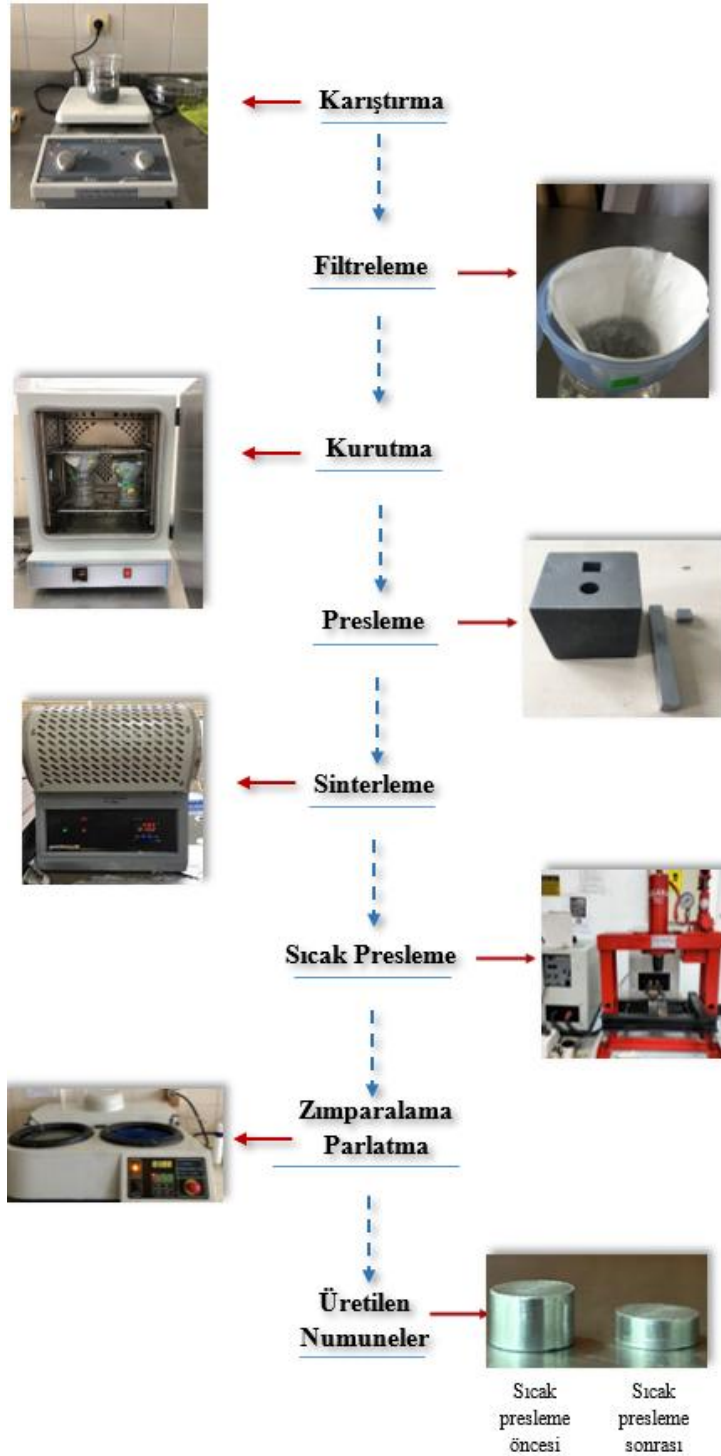 Karıştırma
Filtreleme
Kurutma
Presleme
Sinterleme
Sıcak Presleme
Zımparalama
Parlatma
Üretilen
Numuneler
Sıcak
presleme
öncesi
Sıcak
presleme
sonrası